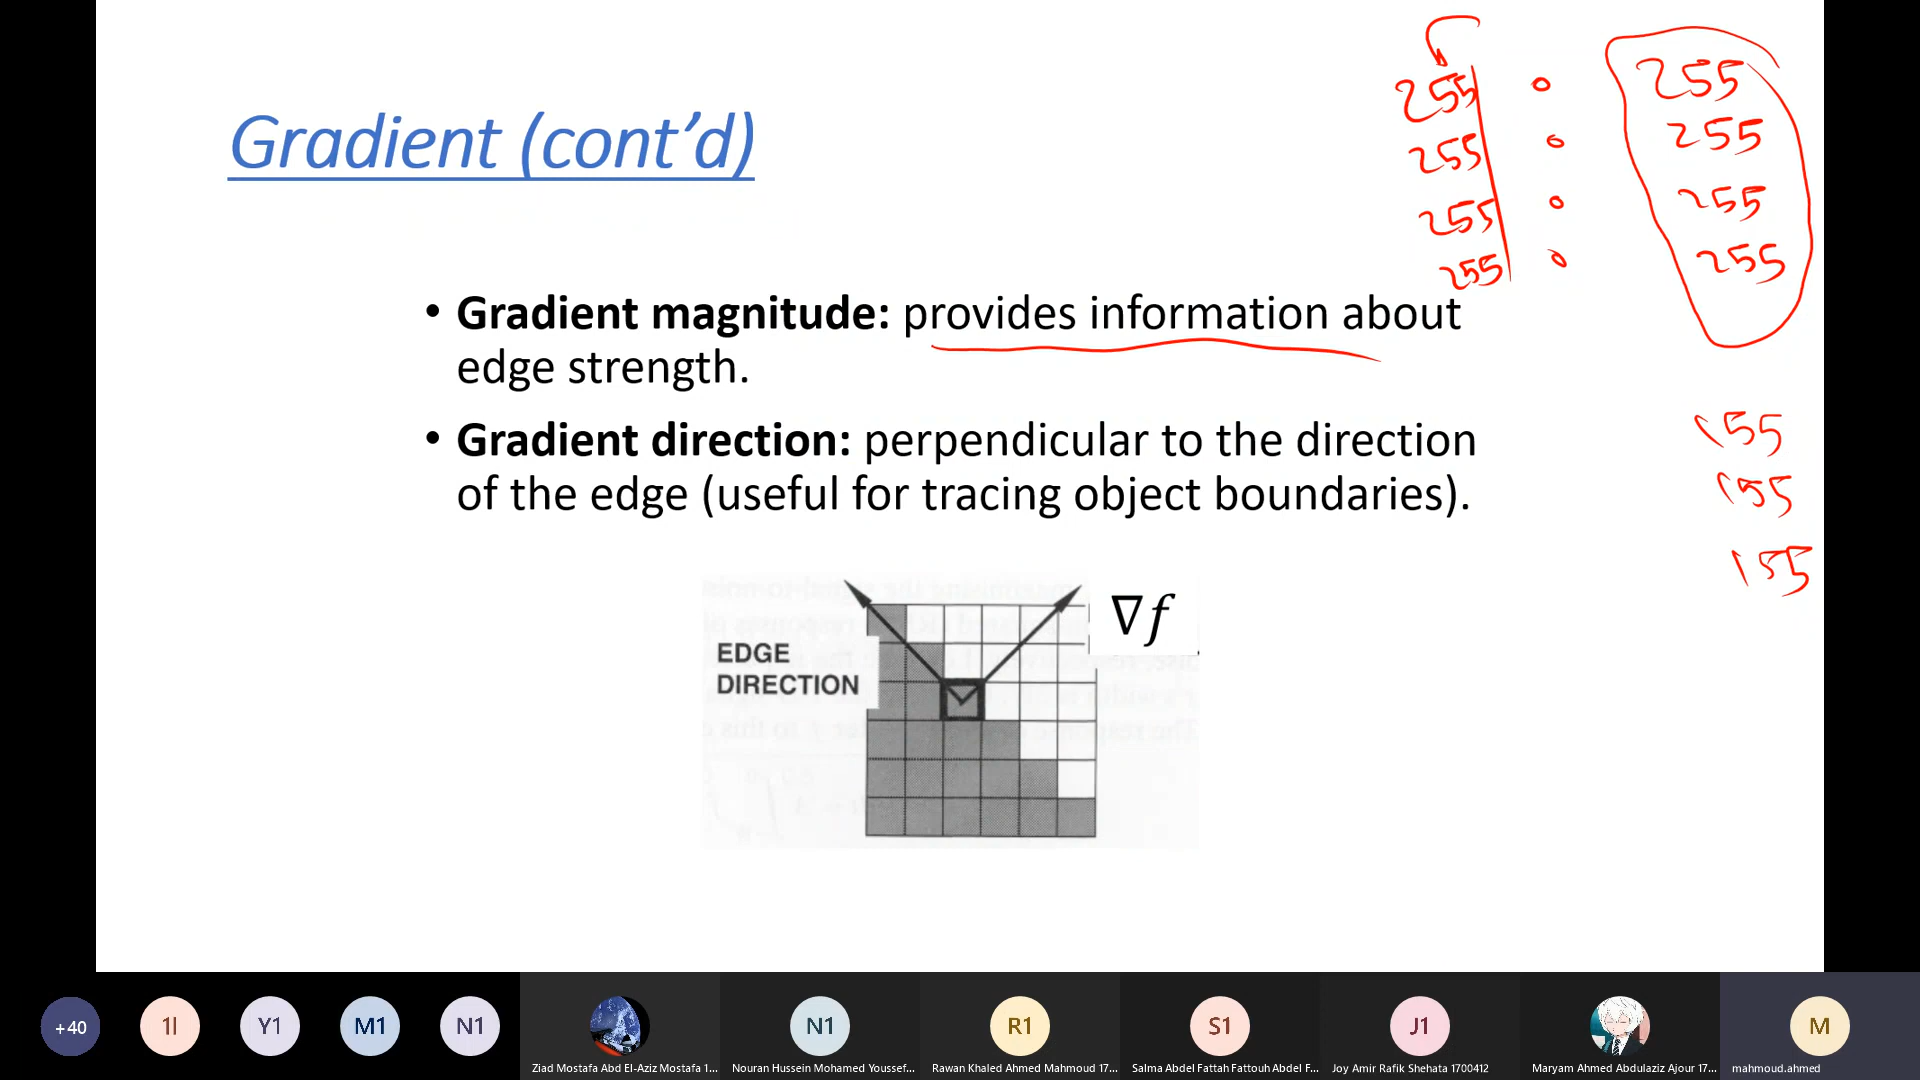 Gradient (cont’d)
255 0 255
255 0 255
255 0 255
255 0 255
155
155
155
• Gradient magnitude: provides information about
edge strength.
• Gradient direction: perpendicular to the direction
of the edge (useful for tracing object boundaries).
∇f
EDGE
DIRECTION
+40
1l
Y1
M1
N1
N1
R1
S1
J1
M
Ziad Mostafa Abd El-Aziz Mostafa 1...
Nouran Hussein Mohamed Youssef...
Rawan Khaled Ahmed Mahmoud 17...
Salma Abdel Fattah Fattouh Abdel F...
Joy Amir Rafik Shehata 1700412
Maryam Ahmed Abdulaziz Ajour 17...
mahmoud.ahmed